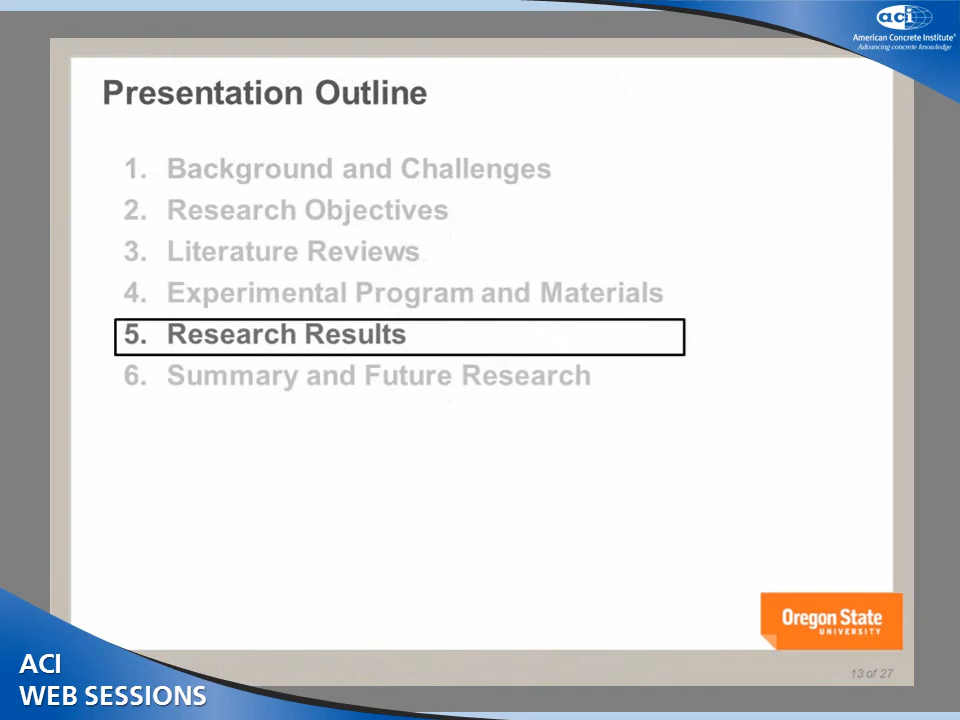 aci
American Concrete Institute®
Advancing concrete knowledge
Presentation Outline
1. Background and Challenges
2. Research Objectives
3. Literature Reviews
4. Experimental Program and Materials
5. Research Results
6. Summary and Future Research
Oregon State
UNIVERSITY
13 of 27
ACI
WEB SESSIONS